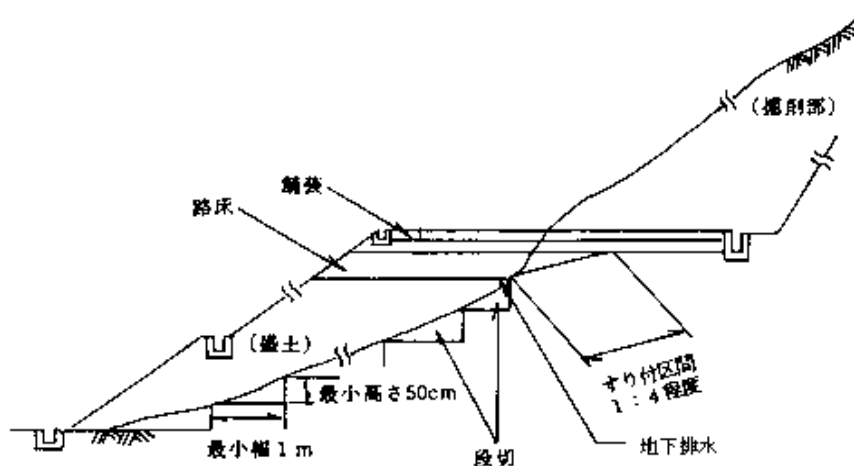 (掘削部)
舗装
路床
(盛土)
最小高さ50cm
すり付区間
1:4程度
最小幅1m
段切
地下排水